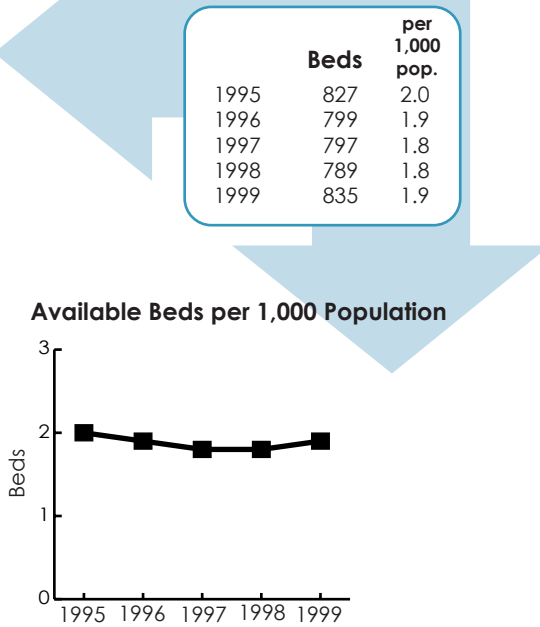 per
1,000
Beds pop.
1995 827 2.0
1996 799 1.9
1997 797 1.8
1998 789 1.8
1999 835 1.9
Available Beds per 1,000 Population
3
2
Beds
1
0
1995 1996 1997 1998 1999